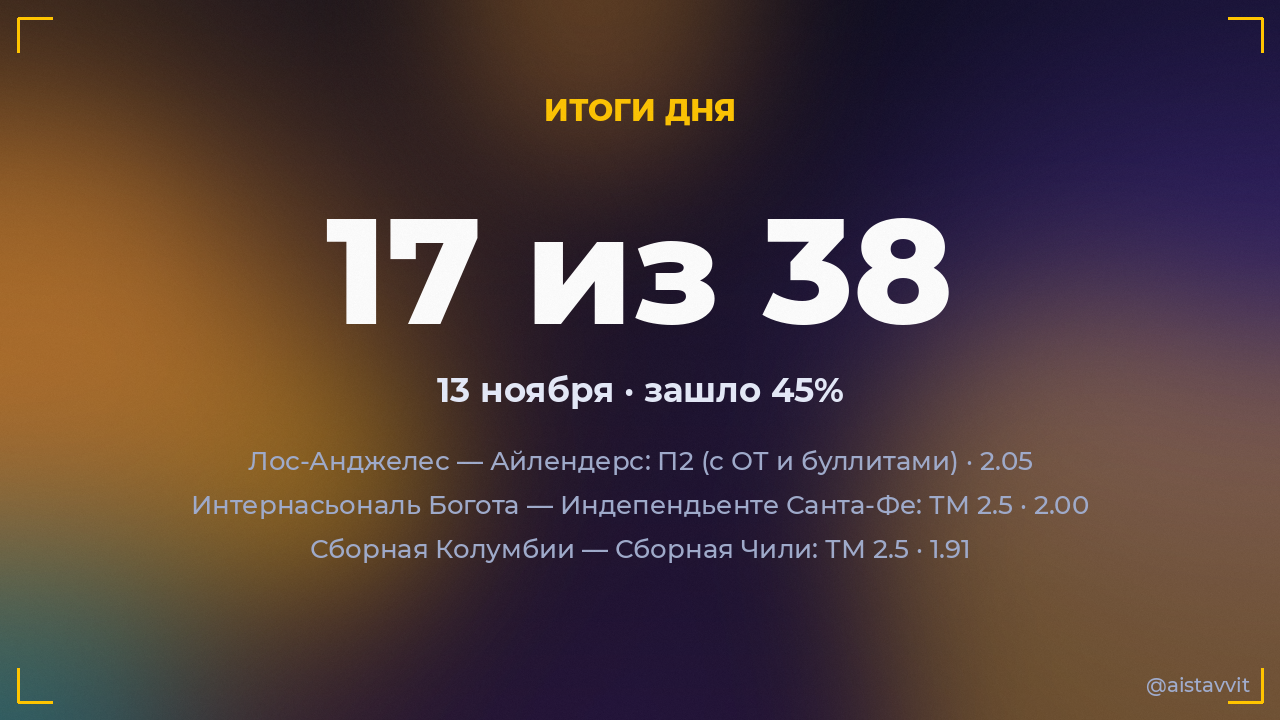 ИТОГИ ДНЯ
17 из 38
13 ноября · зашло 45%
Лос-Анджелес — Айлендерс: П2 (с ОТ и буллитами) · 2.05
Интернасьональ Богота — Индепендьенте Санта-Фе: ТМ 2.5 · 2.00
Сборная Колумбии — Сборная Чили: ТМ 2.5 · 1.91
@aistavvit